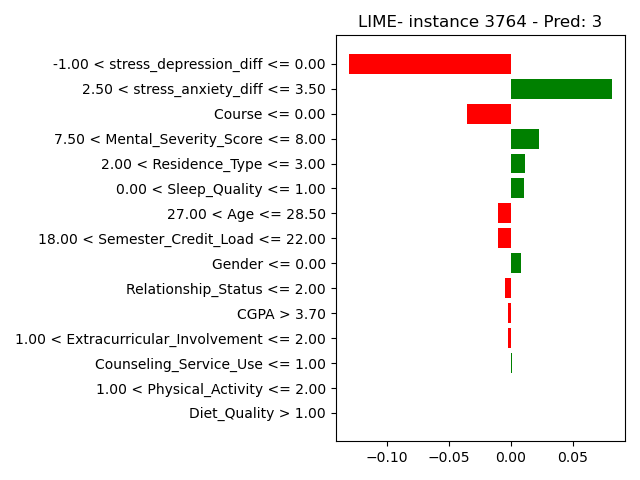 LIME- instance 3764 - Pred: 3
-1.00 < stress_depression_diff <= 0.00
2.50 < stress_anxiety_diff <= 3.50
Course <= 0.00
7.50 < Mental_Severity_Score <= 8.00
2.00 < Residence_Type <= 3.00
0.00 < Sleep_Quality <= 1.00
27.00 < Age <= 28.50
18.00 < Semester_Credit_Load <= 22.00
Gender <= 0.00
Relationship_Status <= 2.00
CGPA > 3.70
1.00 < Extracurricular_Involvement <= 2.00
Counseling_Service_Use <= 1.00
1.00 < Physical_Activity <= 2.00
Diet_Quality > 1.00
−0.10 −0.05 0.00 0.05